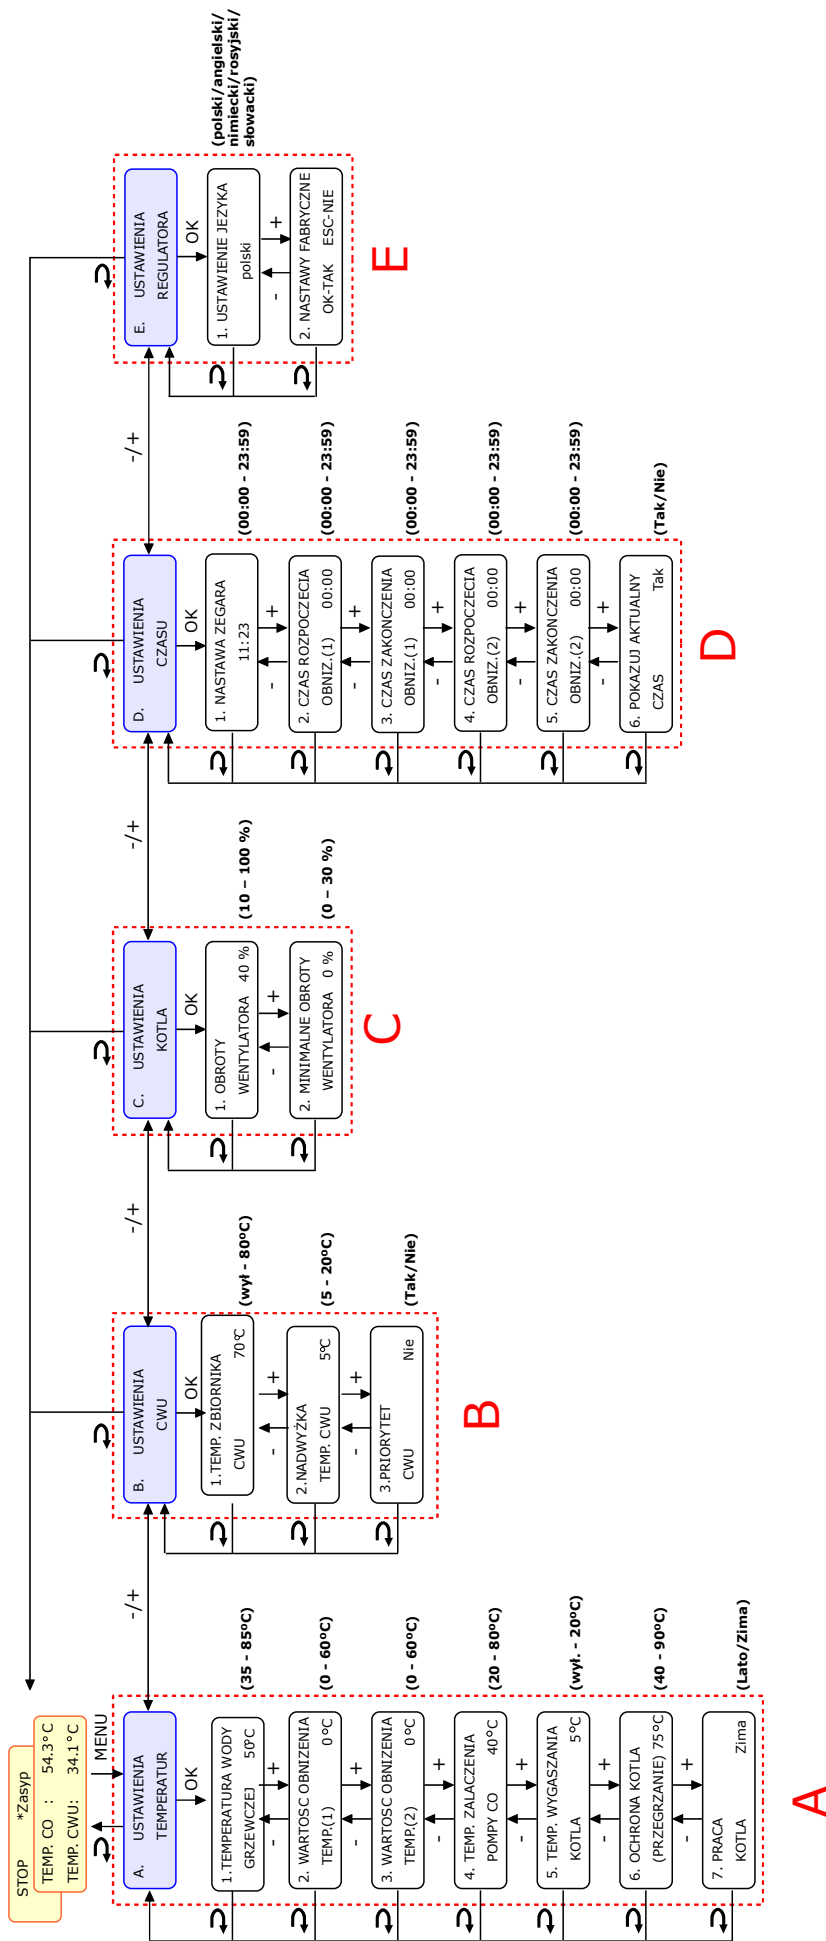 STOP *Zasyp
TEMP. CO : 54.3°C
TEMP. CWU: 34.1°C
MENU
A. USTAWIENIA
TEMPERATUR
OK
1.TEMPERATURA WODY
GRZEWCZEJ 50°C
(35 - 85ºC)
- +
2. WARTOSC OBNIZENIA
TEMP.(1) 0°C
(0 - 60ºC)
- +
3. WARTOSC OBNIZENIA
TEMP.(2) 0°C
(0 - 60ºC)
- +
4. TEMP. ZALACZENIA
POMPY CO 40°C
(20 - 80ºC)
- +
5. TEMP. WYGASZANIA
KOTLA 5°C
(wył. - 20ºC)
- +
6. OCHRONA KOTLA
(PRZEGRZANIE) 75°C
(40 - 90ºC)
- +
7. PRACA
KOTLA Zima
(Lato/Zima)
A
-/+
B. USTAWIENIA
CWU
OK
1.TEMP. ZBIORNIKA
CWU 70°C
(wył - 80ºC)
- +
2.NADWYŻKA
TEMP. CWU 5°C
(5 - 20ºC)
- +
3.PRIORYTET
CWU Nie
(Tak/Nie)
B
-/+
C. USTAWIENIA
KOTLA
OK
1. OBROTY
WENTYLATORA 40 %
(10 – 100 %)
- +
2. MINIMALNE OBROTY
WENTYLATORA 0 %
(0 – 30 %)
C
-/+
D. USTAWIENIA
CZASU
OK
1. NASTAWA ZEGARA
11:23
(00:00 - 23:59)
- +
2. CZAS ROZPOCZECIA
OBNIZ.(1) 00:00
(00:00 - 23:59)
- +
3. CZAS ZAKONCZENIA
OBNIZ.(1) 00:00
(00:00 - 23:59)
- +
4. CZAS ROZPOCZECIA
OBNIZ.(2) 00:00
(00:00 - 23:59)
- +
5. CZAS ZAKONCZENIA
OBNIZ.(2) 00:00
(00:00 - 23:59)
- +
6. POKAZUJ AKTUALNY
CZAS Tak
(Tak/Nie)
D
-/+
E. USTAWIENIA
REGULATORA
OK
1. USTAWIENIE JEZYKA
polski
(polski/angielski/
nimiecki/rosyjski/
słowacki)
- +
2. NASTAWY FABRYCZNE
OK-TAK ESC-NIE
E